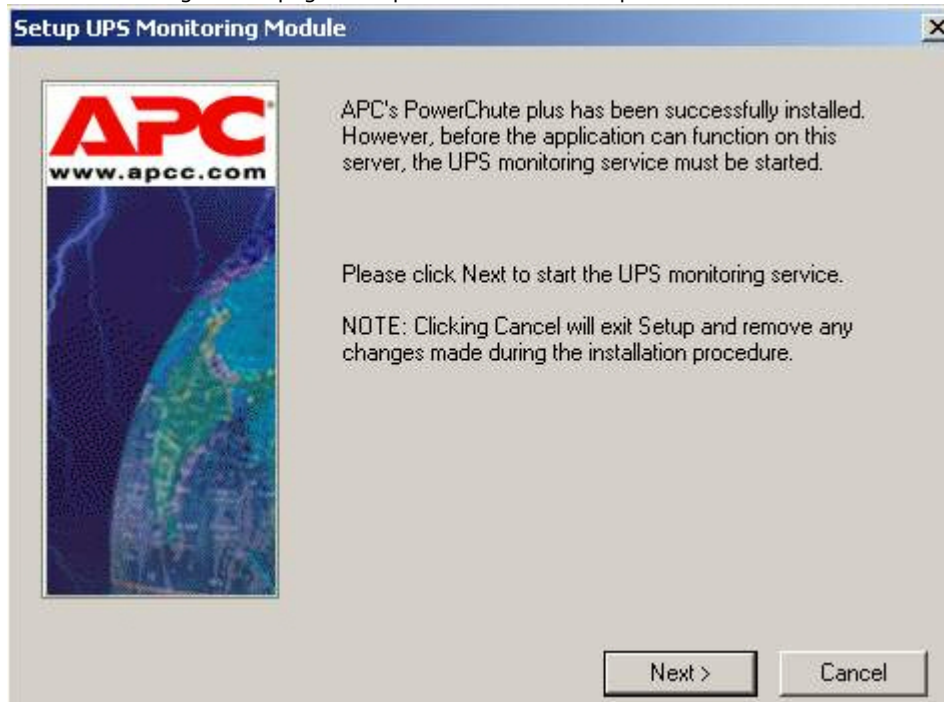 Setup UPS Monitoring Module
APC
www.apcc.com
APC's PowerChute plus has been successfully installed.
However, before the application can function on this
server, the UPS monitoring service must be started.
Please click Next to start the UPS monitoring service.
NOTE: Clicking Cancel will exit Setup and remove any
changes made during the installation procedure.
Next >
Cancel